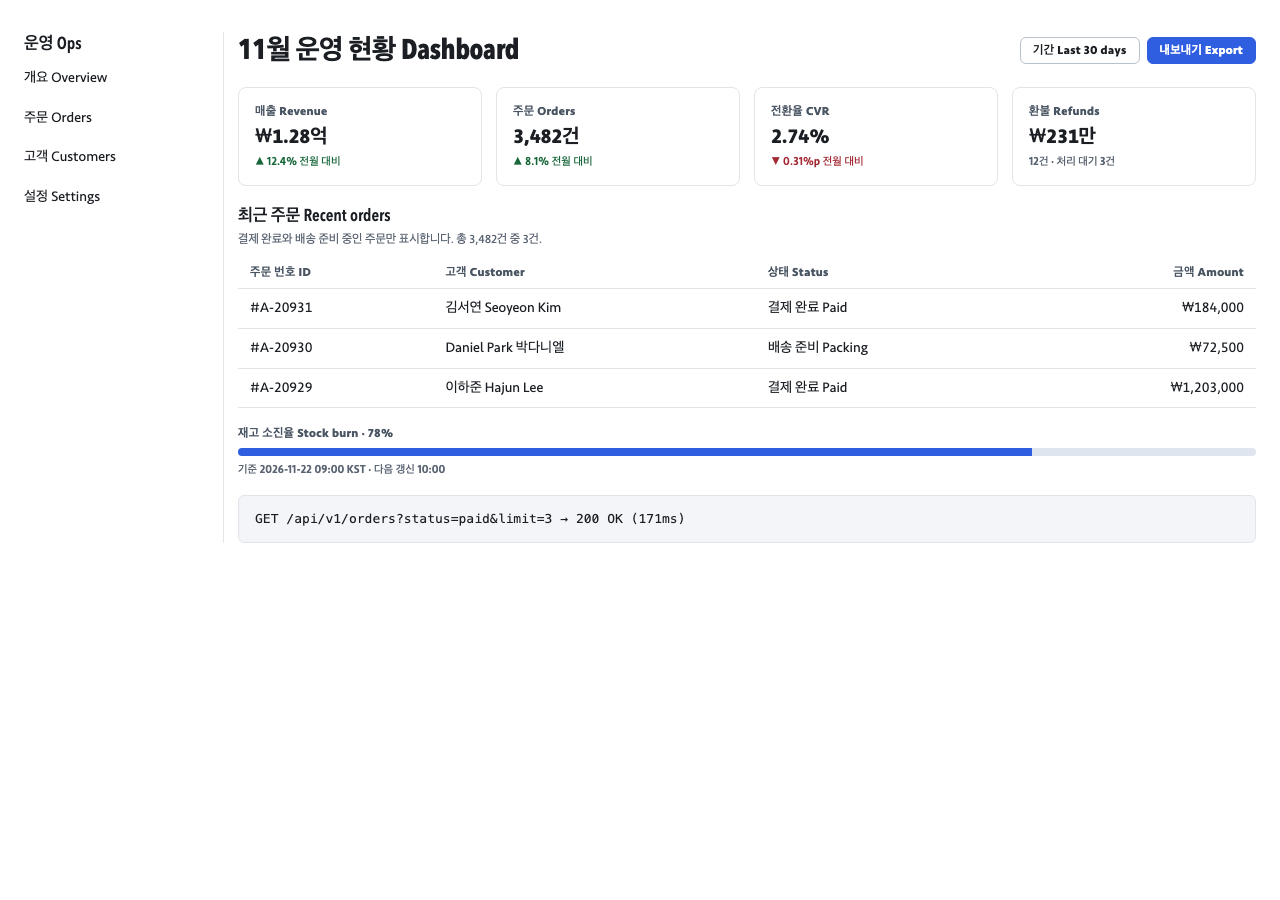 운영 Ops
개요 Overview
주문 Orders
고객 Customers
설정 Settings
11월 운영 현황 Dashboard
기간 Last 30 days
내보내기 Export
매출 Revenue
₩1.28억
▲ 12.4% 전월 대비
주문 Orders
3,482건
▲ 8.1% 전월 대비
전환율 CVR
2.74%
▼ 0.31%p 전월 대비
환불 Refunds
₩231만
12건 · 처리 대기 3건
최근 주문 Recent orders
결제 완료와 배송 준비 중인 주문만 표시합니다. 총 3,482건 중 3건.
주문 번호 ID 고객 Customer 상태 Status 금액 Amount
#A-20931 김서연 Seoyeon Kim 결제 완료 Paid ₩184,000
#A-20930 Daniel Park 박다니엘 배송 준비 Packing ₩72,500
#A-20929 이하준 Hajun Lee 결제 완료 Paid ₩1,203,000
재고 소진율 Stock burn · 78%
기준 2026-11-22 09:00 KST · 다음 갱신 10:00
GET /api/v1/orders?status=paid&limit=3 → 200 OK (171ms)